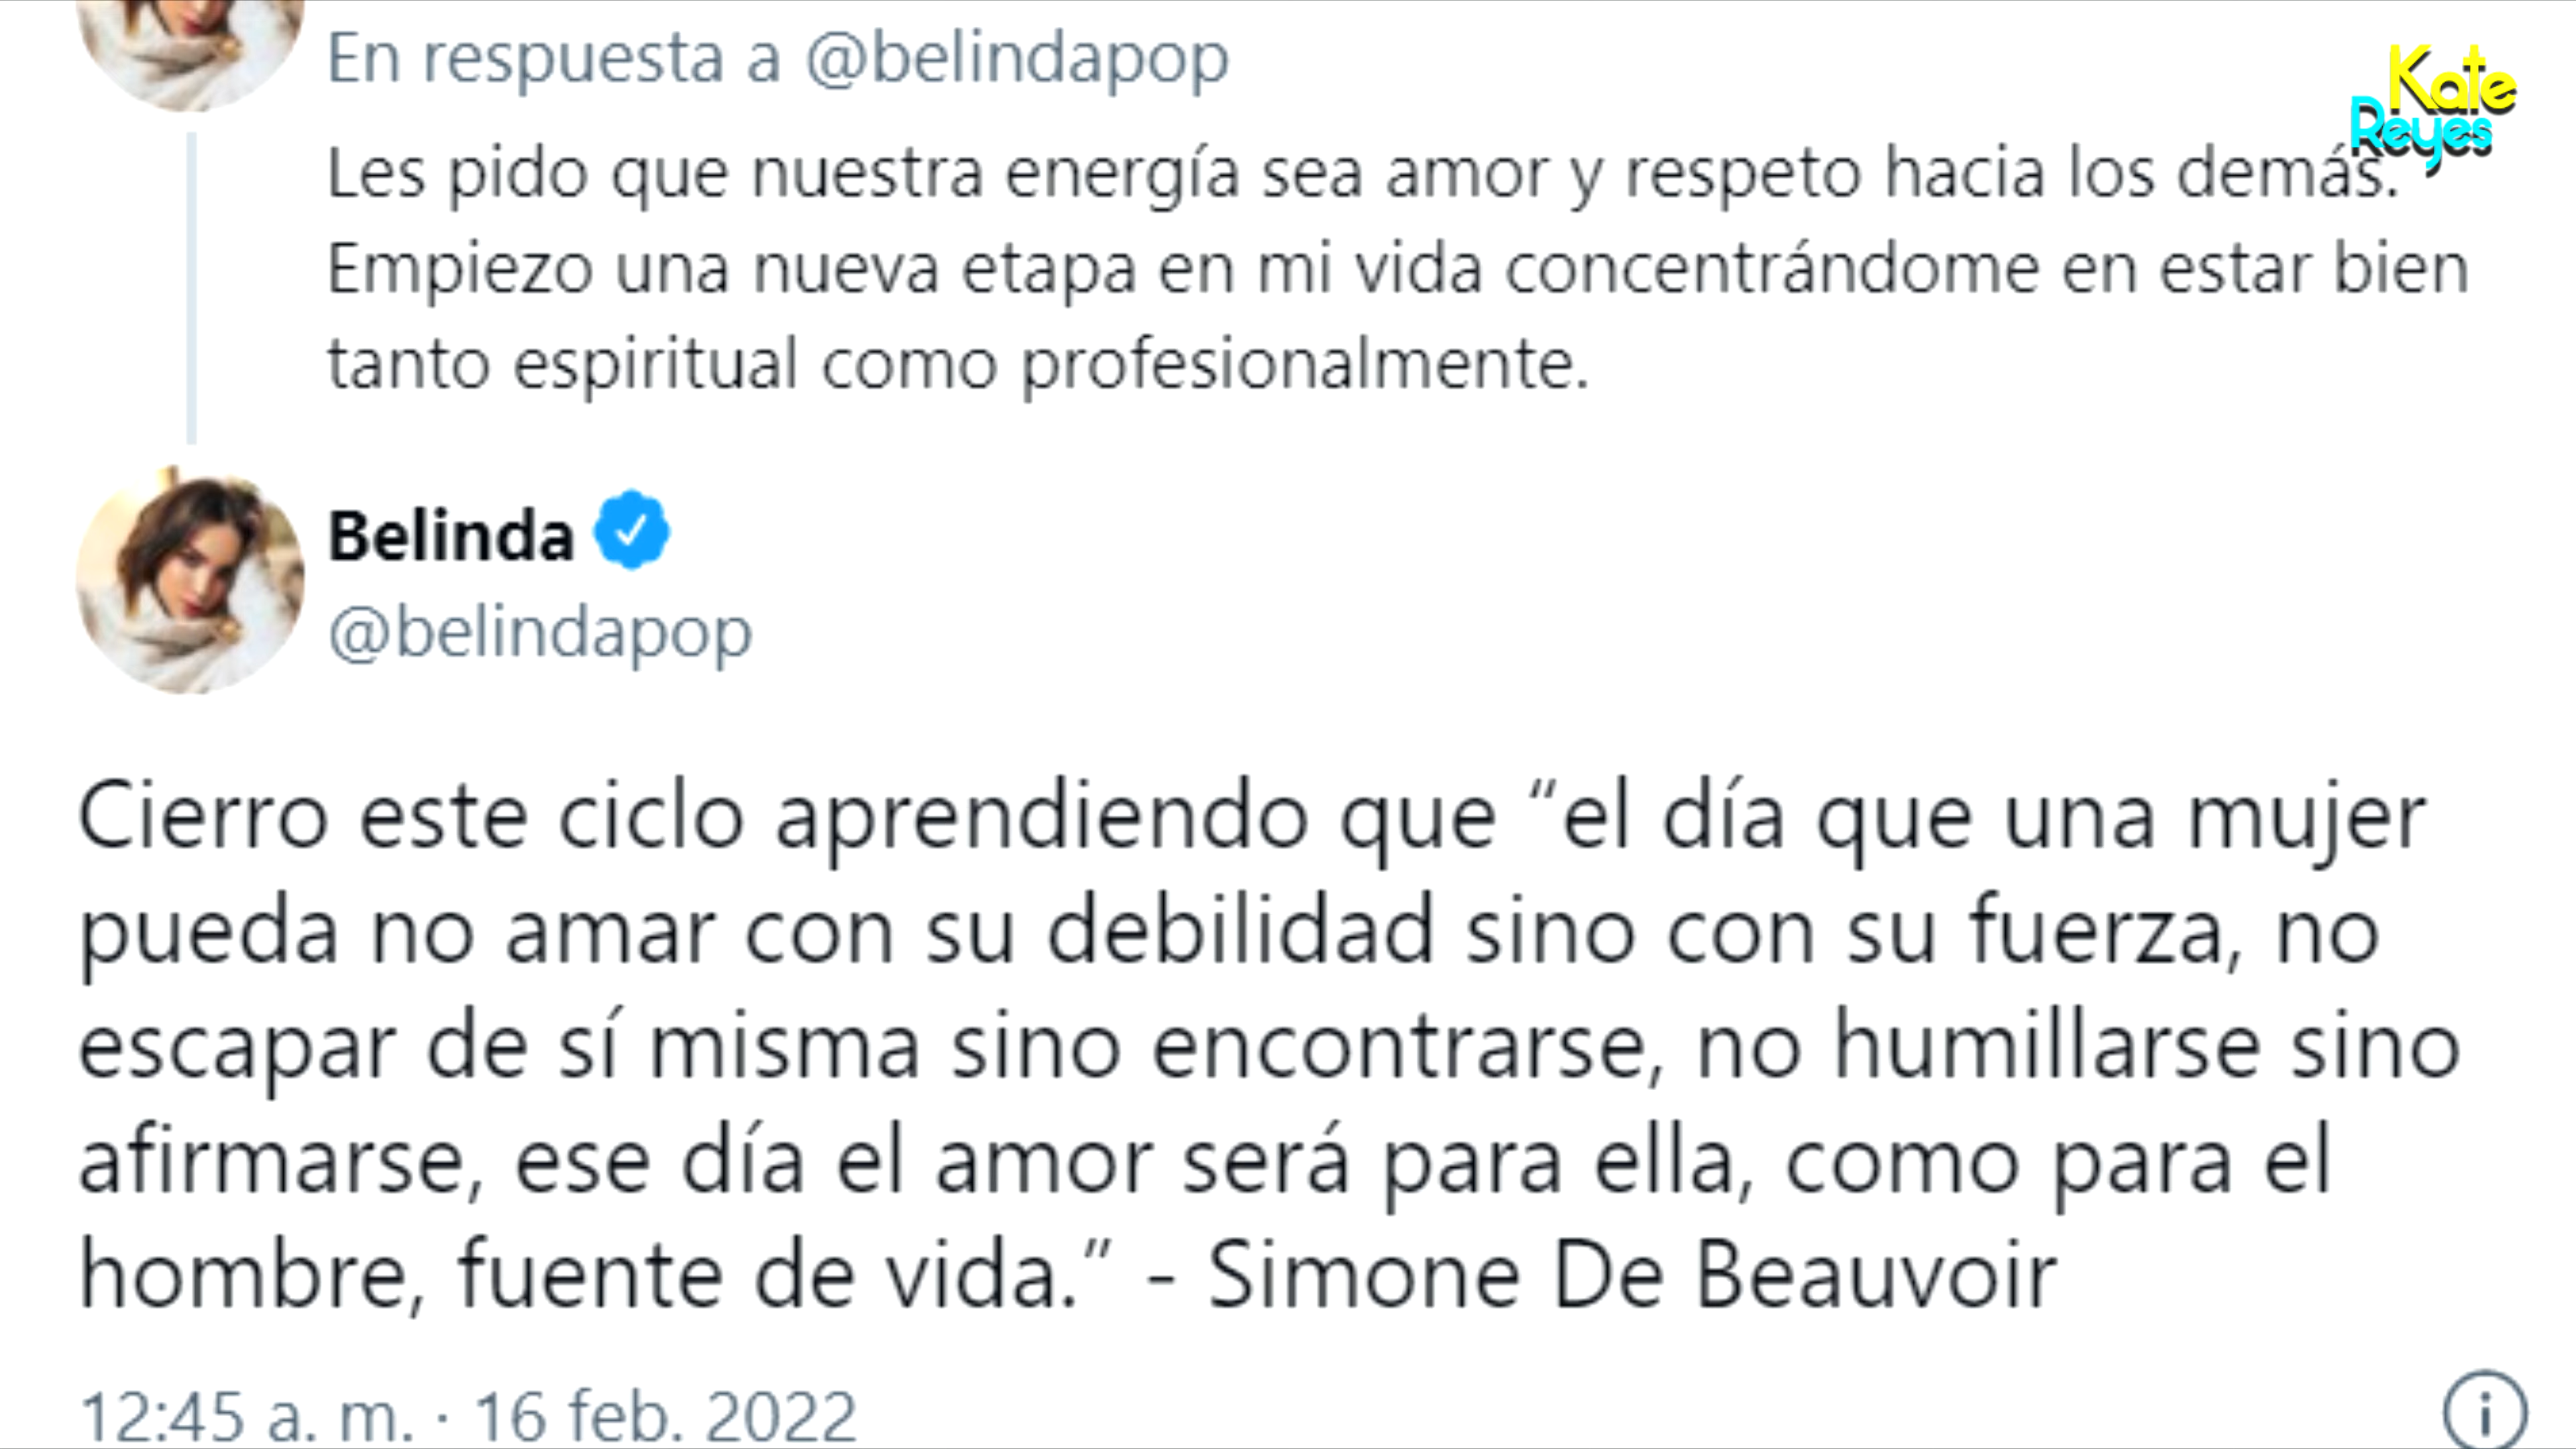 En respuesta a @belindapop
Kate
Reyes
Les pido que nuestra energía sea amor y respeto hacia los demás.
Empiezo una nueva etapa en mi vida concentrándome en estar bien
tanto espiritual como profesionalmente.
Belinda
@belindapop
Cierro este ciclo aprendiendo que “el día que una mujer
pueda no amar con su debilidad sino con su fuerza, no
escapar de sí misma sino encontrarse, no humillarse sino
afirmarse, ese día el amor será para ella, como para el
hombre, fuente de vida.” - Simone De Beauvoir
12:45 a. m. · 16 feb. 2022